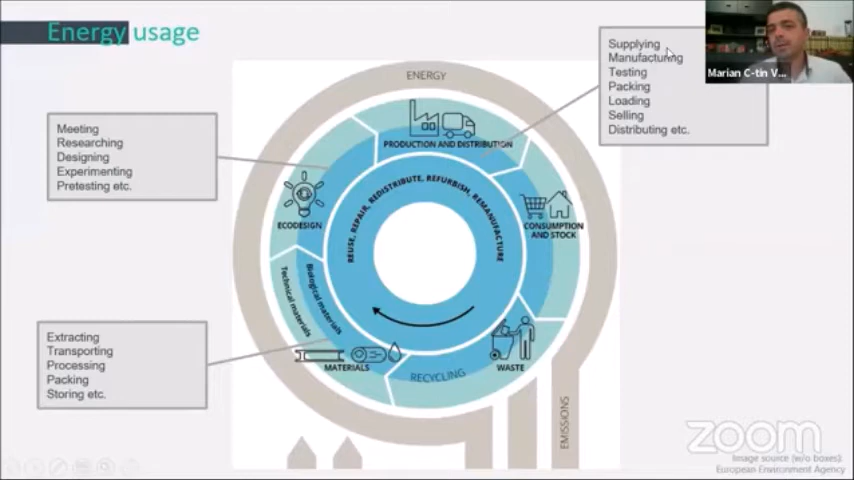 Energy usage
Marian C-tin V...
Supplying
Manufacturing
Testing
Packing
Loading
Selling
Distributing etc.
Meeting
Researching
Designing
Experimenting
Pretesting etc.
ENERGY
PRODUCTION AND DISTRIBUTION
REUSE, REPAIR, REDISTRIBUTE, REFURBISH, REMANUFACTURE
ECODESIGN
CONSUMPTION
AND STOCK
Technical materials
Biological materials
Extracting
Transporting
Processing
Packing
Storing etc.
MATERIALS
RECYCLING
WASTE
EMISSIONS
zoom
Image source (w/o boxes):
European Environment Agency